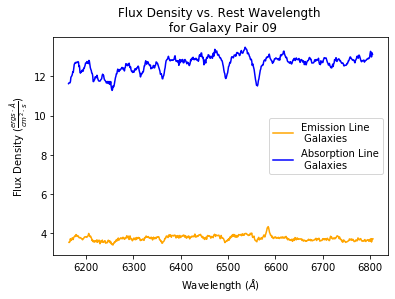 Flux Density vs. Rest Wavelength
for Galaxy Pair 09
Flux Density (ergs·Å / cm²·s)
12
10
8
6
4
Emission Line
Galaxies
Absorption Line
Galaxies
6200 6300 6400 6500 6600 6700 6800
Wavelength (Å)